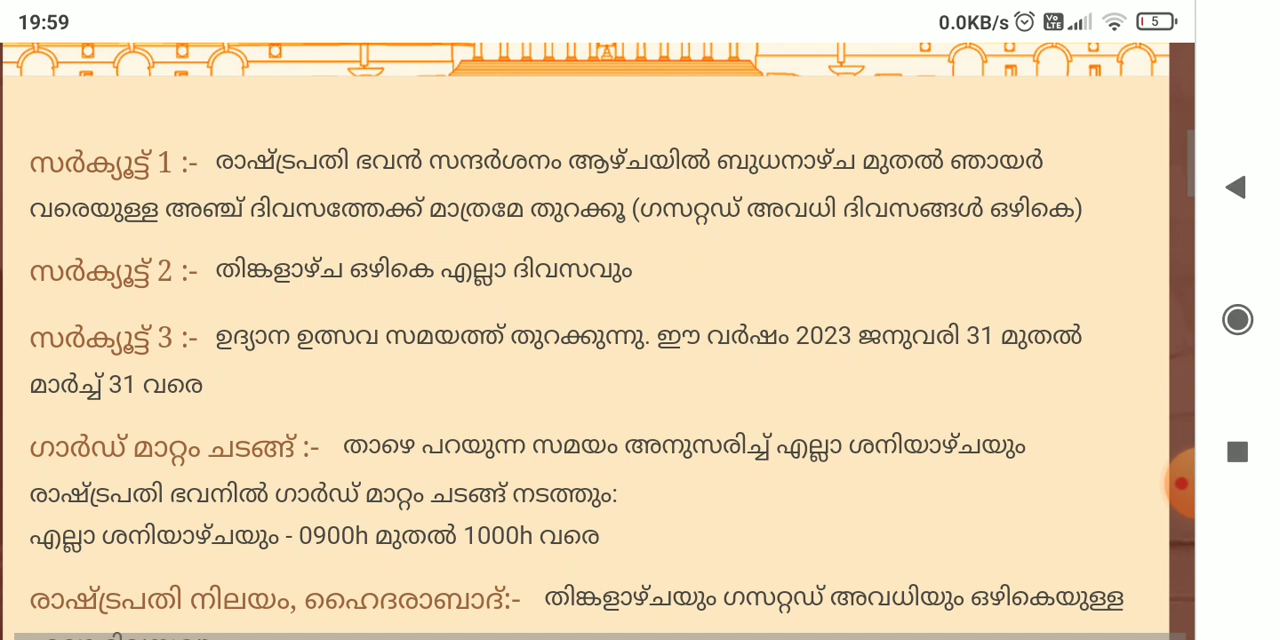 19:59
0.0KB/s
Vo LTE
5
സർക്യൂട്ട് 1 :- രാഷ്ട്രപതി ഭവൻ സന്ദർശനം ആഴ്ചയിൽ ബുധനാഴ്ച മുതൽ ഞായർ
വരെയുള്ള അഞ്ച് ദിവസത്തേക്ക് മാത്രമേ തുറക്കൂ (ഗസറ്റഡ് അവധി ദിവസങ്ങൾ ഒഴികെ)
സർക്യൂട്ട് 2 :- തിങ്കളാഴ്ച ഒഴികെ എല്ലാ ദിവസവും
സർക്യൂട്ട് 3 :- ഉദ്യാന ഉത്സവ സമയത്ത് തുറക്കുന്നു. ഈ വർഷം 2023 ജനുവരി 31 മുതൽ
മാർച്ച് 31 വരെ
ഗാർഡ് മാറ്റം ചടങ്ങ് :- താഴെ പറയുന്ന സമയം അനുസരിച്ച് എല്ലാ ശനിയാഴ്ചയും
രാഷ്ട്രപതി ഭവനിൽ ഗാർഡ് മാറ്റം ചടങ്ങ് നടത്തും:
എല്ലാ ശനിയാഴ്ചയും - 0900h മുതൽ 1000h വരെ
രാഷ്ട്രപതി നിലയം, ഹൈദരാബാദ്:- തിങ്കളാഴ്ചയും ഗസറ്റഡ് അവധിയും ഒഴികെയുള്ള